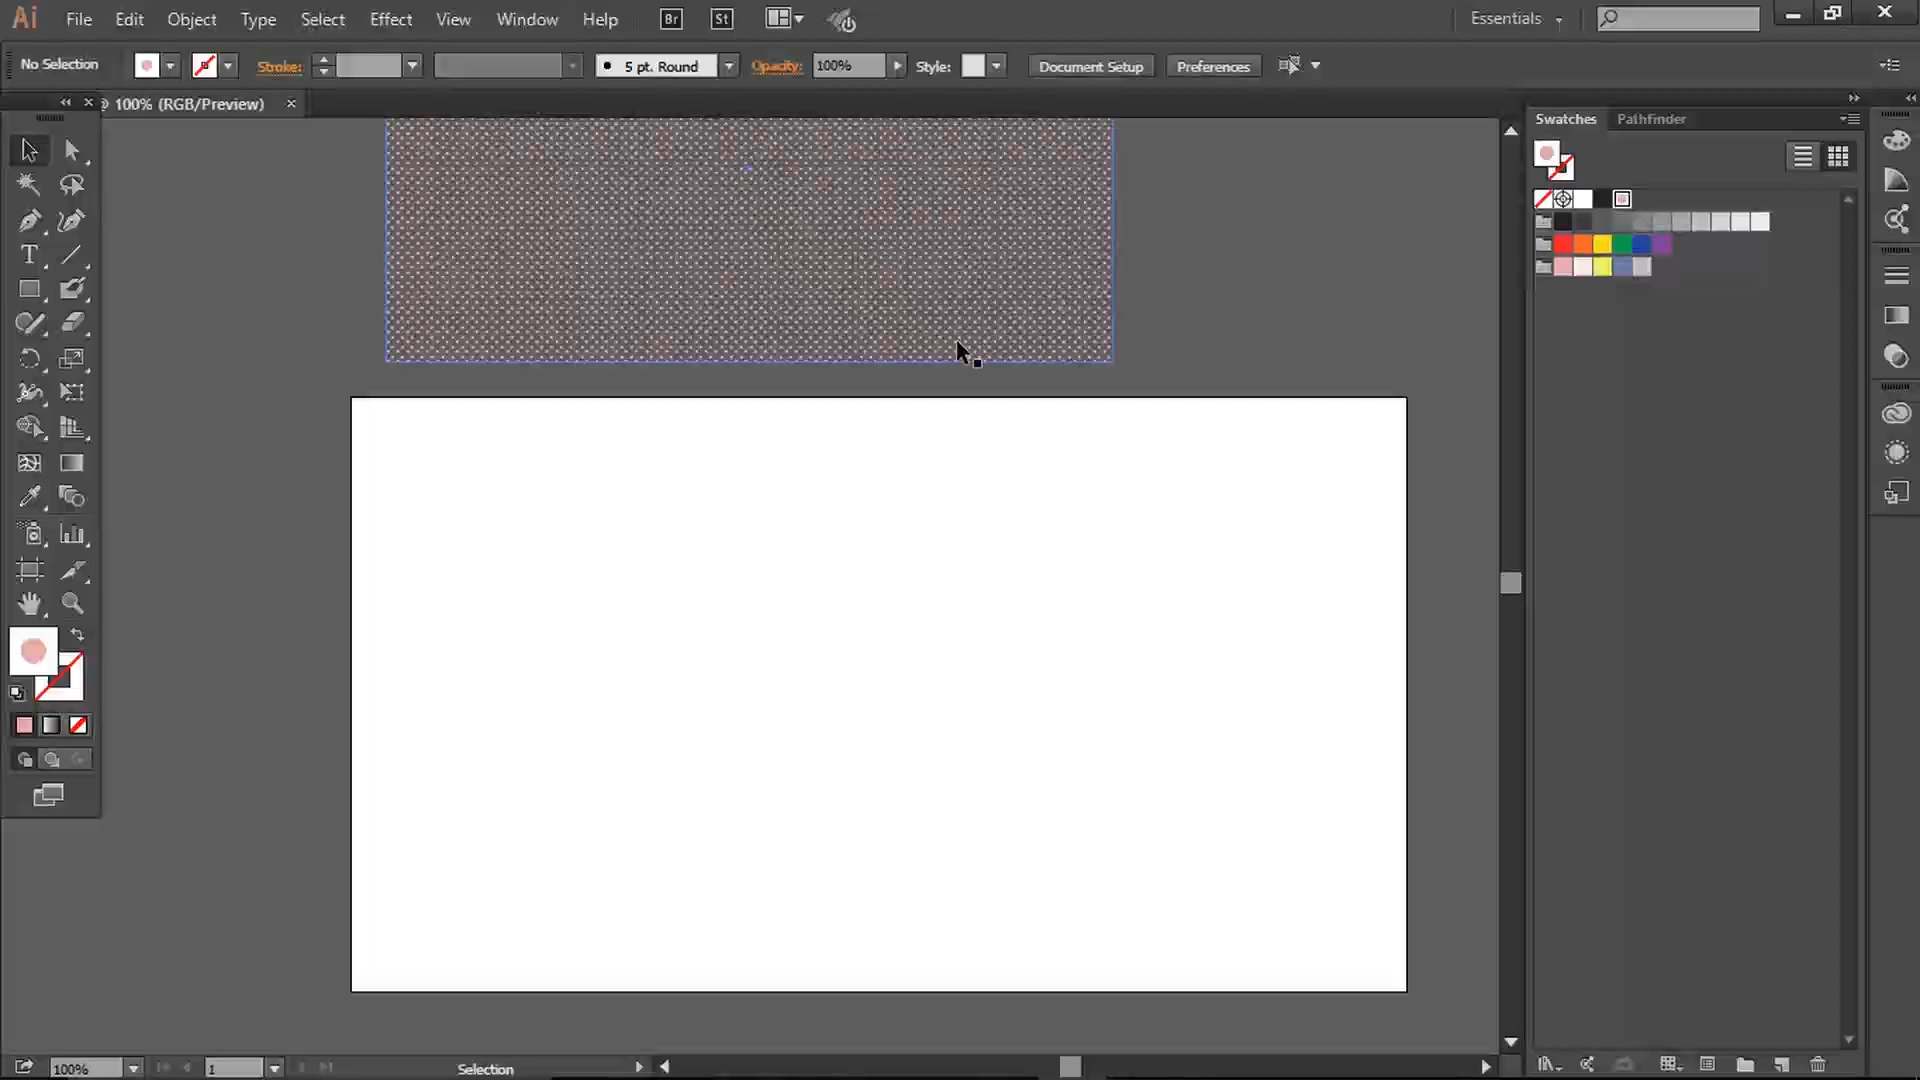 Ai File Edit Object Type Select Effect View Window Help Br St Essentials
No Selection Stroke: 5 pt. Round Opacity: 100% Style: Document Setup Preferences
100% (RGB/Preview)
Swatches Pathfinder
T
100% 1 Selection